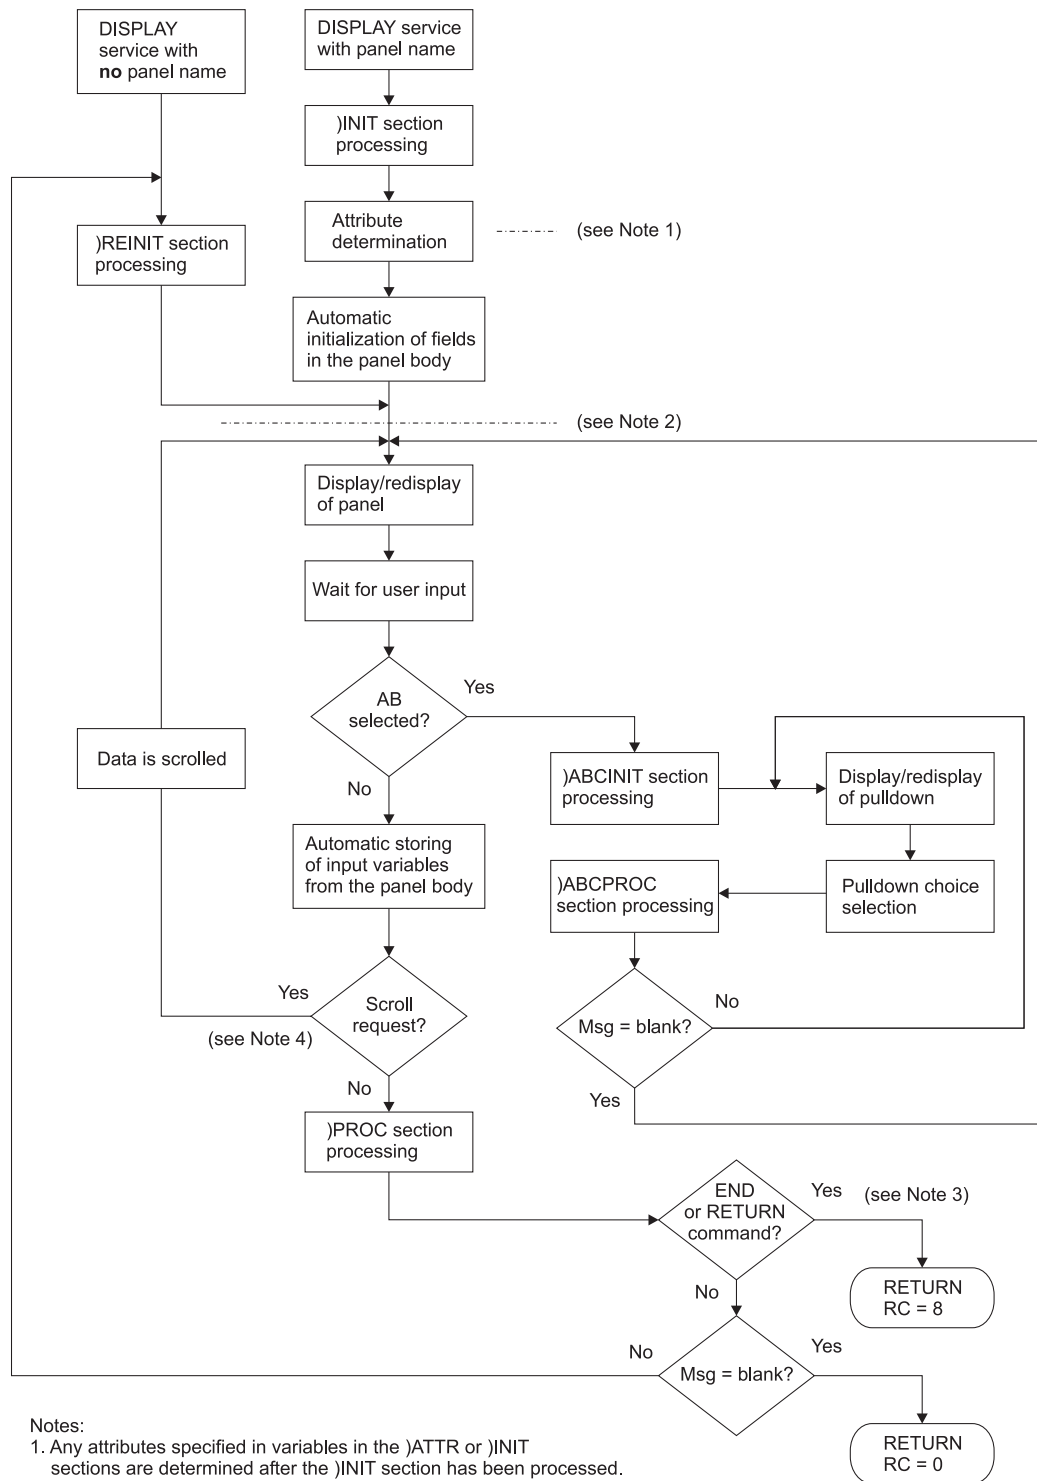 DISPLAY
service with
no panel name
DISPLAY service
with panel name
)INIT section
processing
Attribute
determination
(see Note 1)
)REINIT section
processing
Automatic
initialization of fields
in the panel body
(see Note 2)
Display/redisplay
of panel
Wait for user input
AB
selected?
Yes
No
Data is scrolled
)ABCINIT section
processing
Display/redisplay
of pulldown
Automatic storing
of input variables
from the panel body
)ABCPROC
section processing
Pulldown choice
selection
Scroll
request?
Yes
(see Note 4)
No
Msg = blank?
No
Yes
)PROC section
processing
END
or RETURN
command?
Yes
(see Note 3)
No
RETURN
RC = 8
Msg = blank?
No
Yes
RETURN
RC = 0
Notes:
1. Any attributes specified in variables in the )ATTR or )INIT
sections are determined after the )INIT section has been processed.